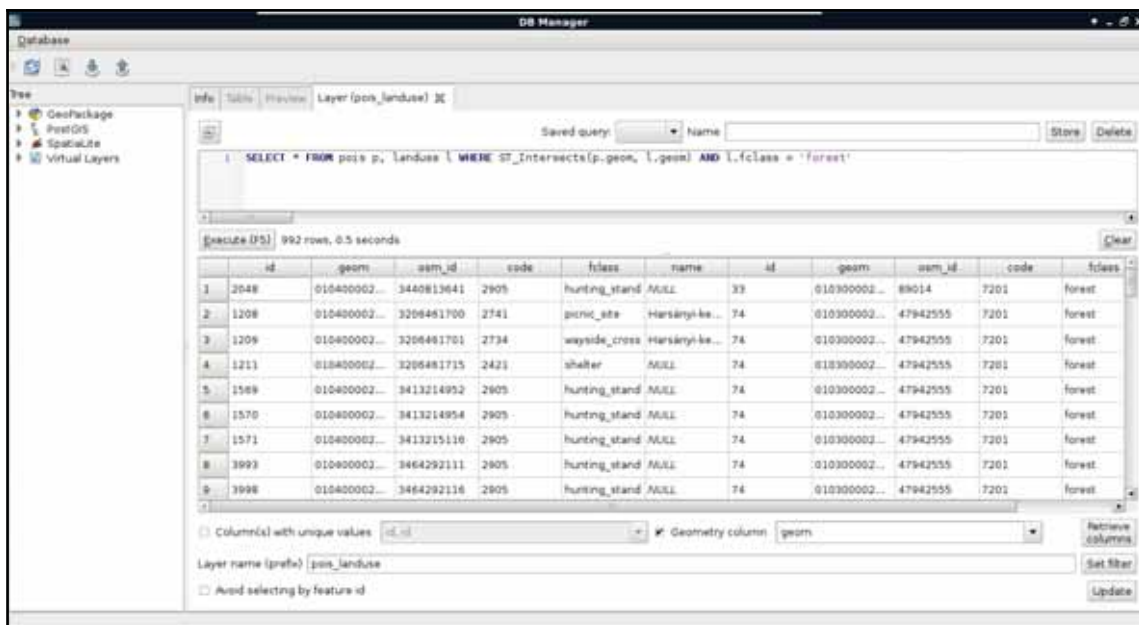 DB Manager
Database
Tree
GeoPackage
PostGIS
SpatiaLite
Virtual Layers
Info Table Preview Layer (pois_landuse)
Saved query: Name Store Delete
1 SELECT * FROM pois p, landuse l WHERE ST_Intersects(p.geom, l.geom) AND l.fclass = 'forest'
Execute (F5) 992 rows, 0.5 seconds Clear
id geom osm_id code fclass name id geom osm_id code fclass
1 2048 010400002... 3440813641 2905 hunting_stand NULL 33 010300002... 89014 7201 forest
2 1208 010400002... 3206461700 2741 picnic_site Harsányi-ke... 74 010300002... 47942555 7201 forest
3 1209 010400002... 3206461701 2734 wayside_cross Harsányi-ke... 74 010300002... 47942555 7201 forest
4 1211 010400002... 3206461715 2421 shelter NULL 74 010300002... 47942555 7201 forest
5 1569 010400002... 3413214952 2905 hunting_stand NULL 74 010300002... 47942555 7201 forest
6 1570 010400002... 3413214954 2905 hunting_stand NULL 74 010300002... 47942555 7201 forest
7 1571 010400002... 3413215116 2905 hunting_stand NULL 74 010300002... 47942555 7201 forest
8 3993 010400002... 3464292111 2905 hunting_stand NULL 74 010300002... 47942555 7201 forest
9 3998 010400002... 3464292116 2905 hunting_stand NULL 74 010300002... 47942555 7201 forest
Column(s) with unique values id,id Geometry column geom Retrieve columns
Layer name (prefix) pois_landuse Set filter
Avoid selecting by feature id Update